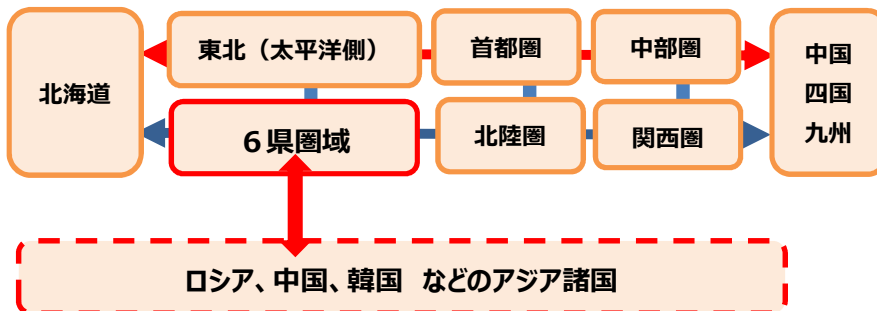 北海道
東北（太平洋側）
首都圏
中部圏
中国
四国
九州
６県圏域
北陸圏
関西圏
ロシア、中国、韓国　などのアジア諸国